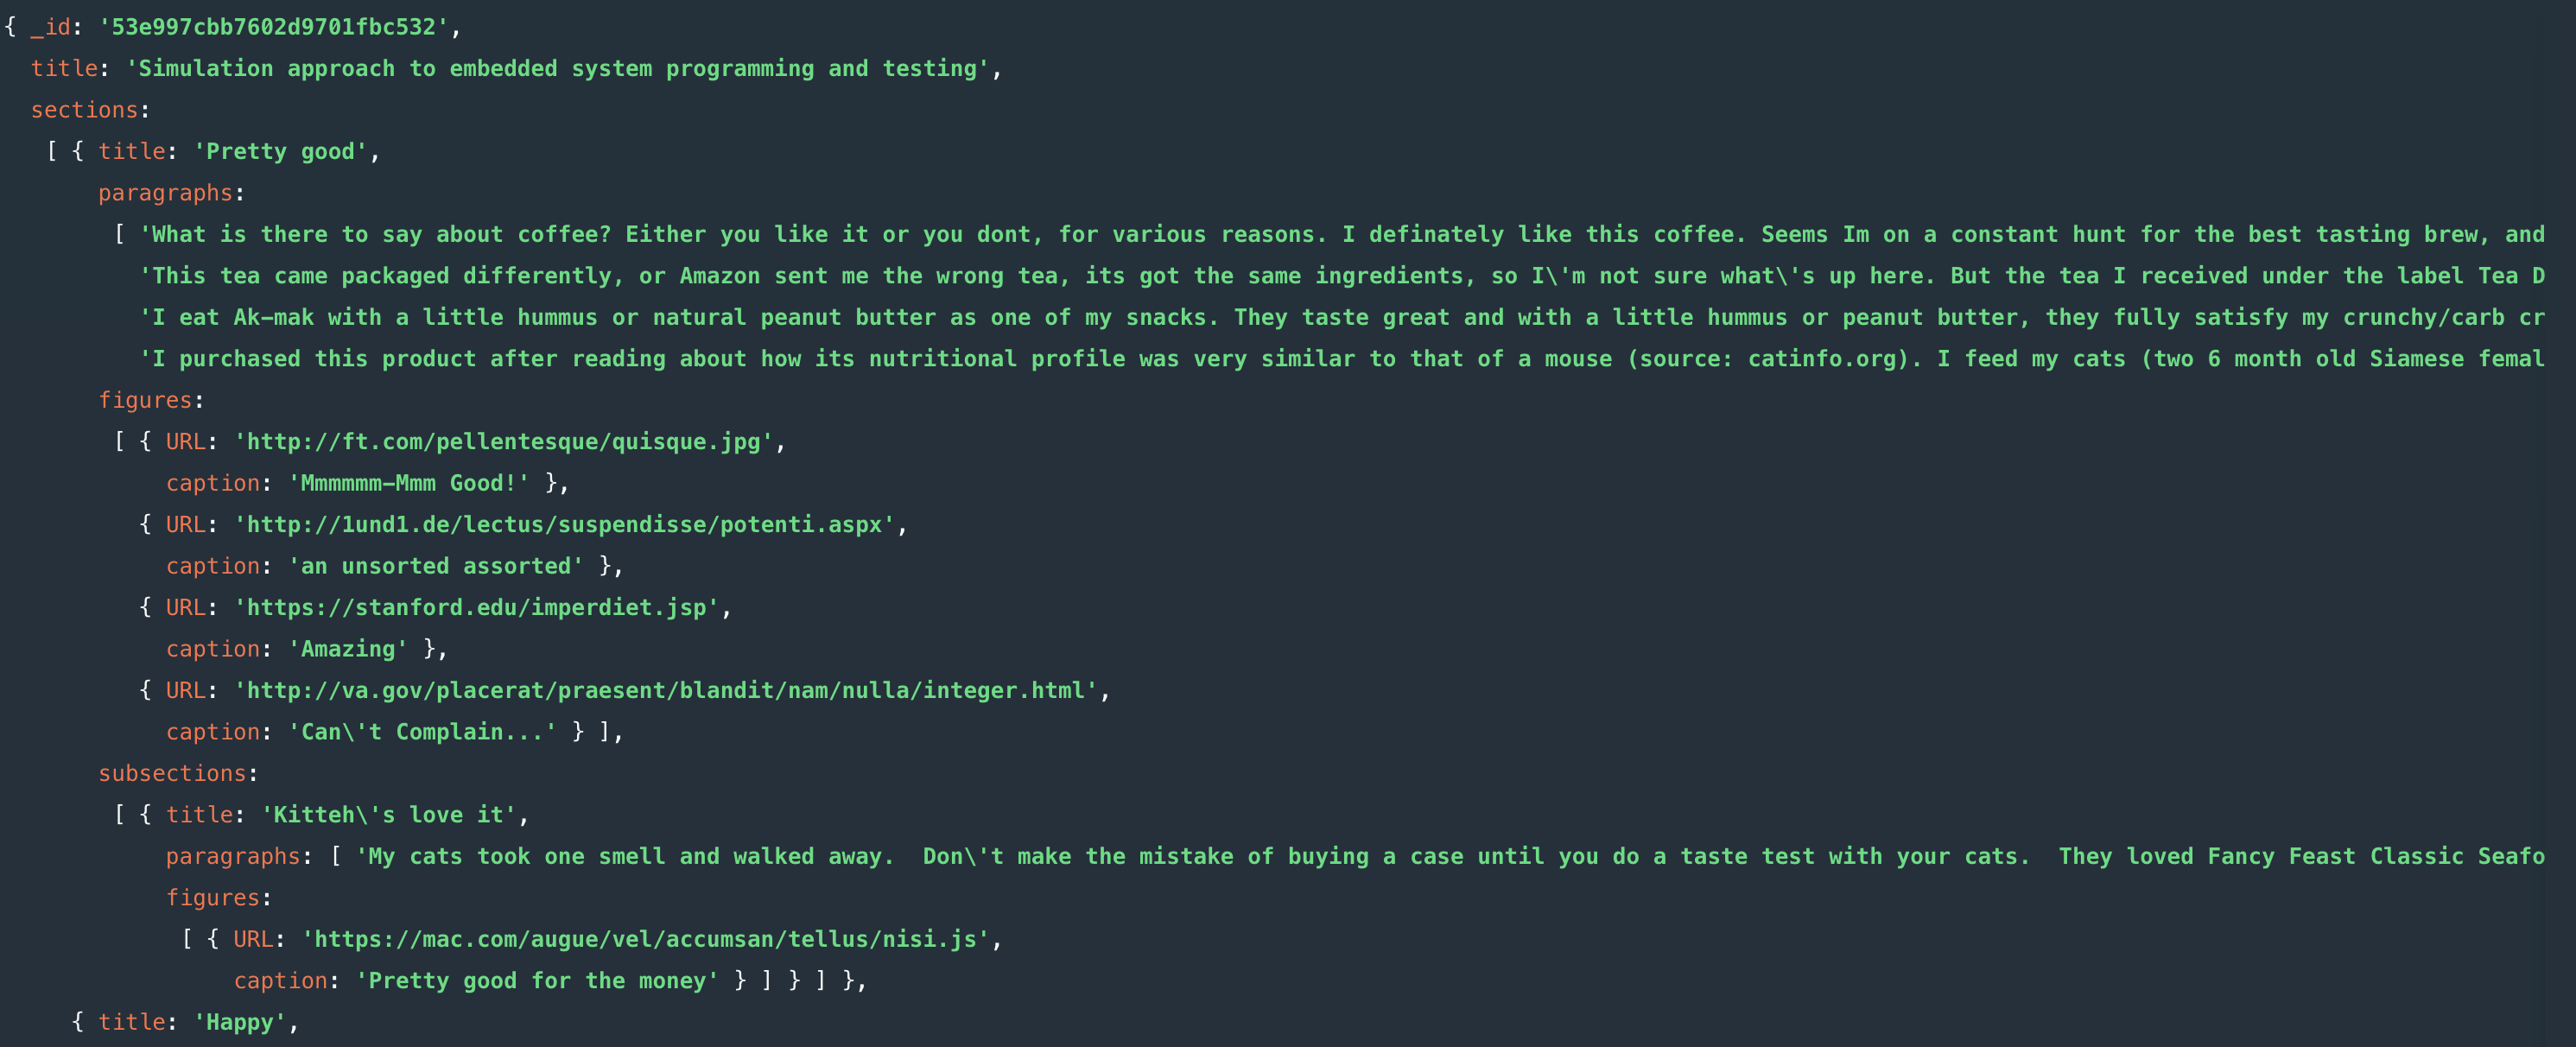 { _id: '53e997cbb7602d9701fbc532',
title: 'Simulation approach to embedded system programming and testing',
sections:
[ { title: 'Pretty good',
paragraphs:
[ 'What is there to say about coffee? Either you like it or you dont, for various reasons. I definately like this coffee. Seems Im on a constant hunt for the best tasting brew, and
'This tea came packaged differently, or Amazon sent me the wrong tea, its got the same ingredients, so I\'m not sure what\'s up here. But the tea I received under the label Tea D
'I eat Ak-mak with a little hummus or natural peanut butter as one of my snacks. They taste great and with a little hummus or peanut butter, they fully satisfy my crunchy/carb cr
'I purchased this product after reading about how its nutritional profile was very similar to that of a mouse (source: catinfo.org). I feed my cats (two 6 month old Siamese femal
figures:
[ { URL: 'http://ft.com/pellentesque/quisque.jpg',
caption: 'Mmmmmm-Mmm Good!' },
{ URL: 'http://1und1.de/lectus/suspendisse/potenti.aspx',
caption: 'an unsorted assorted' },
{ URL: 'https://stanford.edu/imperdiet.jsp',
caption: 'Amazing' },
{ URL: 'http://va.gov/placerat/praesent/blandit/nam/nulla/integer.html',
caption: 'Can\'t Complain...' } ],
subsections:
[ { title: 'Kitteh\'s love it',
paragraphs: [ 'My cats took one smell and walked away.  Don\'t make the mistake of buying a case until you do a taste test with your cats.  They loved Fancy Feast Classic Seafo
figures:
[ { URL: 'https://mac.com/augue/vel/accumsan/tellus/nisi.js',
caption: 'Pretty good for the money' } ] } ] },
{ title: 'Happy',